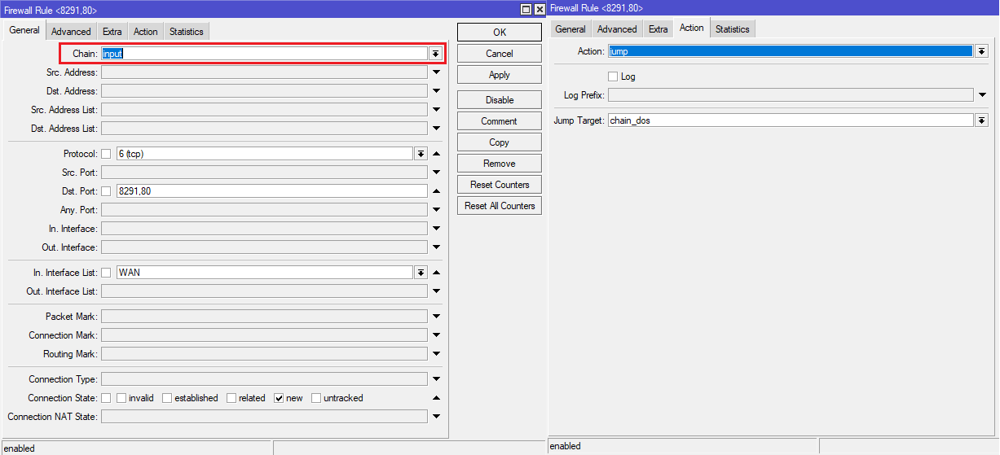 Firewall Rule <8291,80>
General Advanced Extra Action Statistics
Chain: input
Src. Address:
Dst. Address:
Src. Address List:
Dst. Address List:
Protocol: 6 (tcp)
Src. Port:
Dst. Port: 8291,80
Any. Port:
In. Interface:
Out. Interface:
In. Interface List: WAN
Out. Interface List:
Packet Mark:
Connection Mark:
Routing Mark:
Connection Type:
Connection State: invalid established related new untracked
Connection NAT State:
enabled
OK
Cancel
Apply
Disable
Comment
Copy
Remove
Reset Counters
Reset All Counters
Firewall Rule <8291,80>
General Advanced Extra Action Statistics
Action: jump
Log
Log Prefix:
Jump Target: chain_dos
enabled